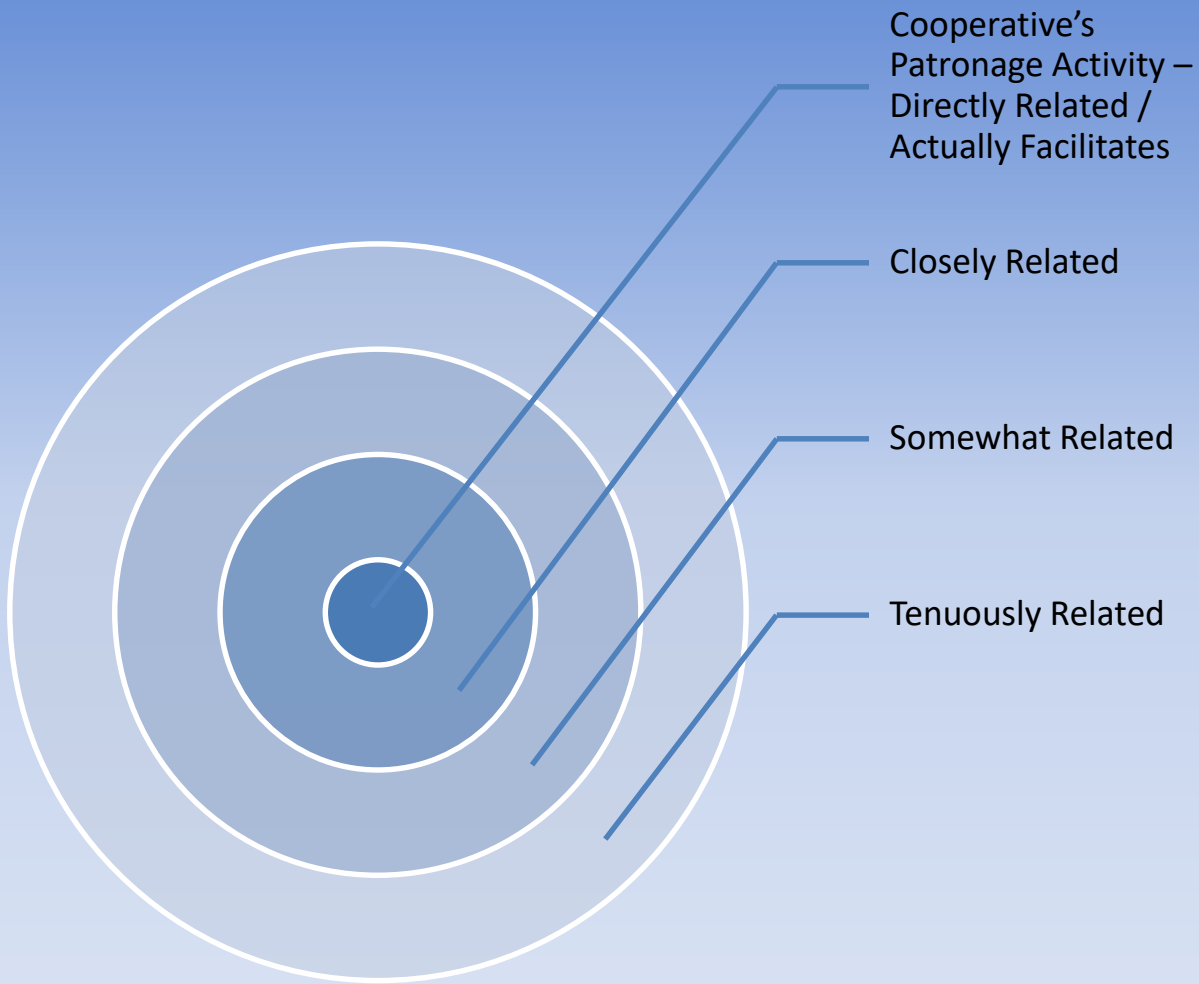 Cooperative’s
Patronage Activity –
Directly Related /
Actually Facilitates
Closely Related
Somewhat Related
Tenuously Related